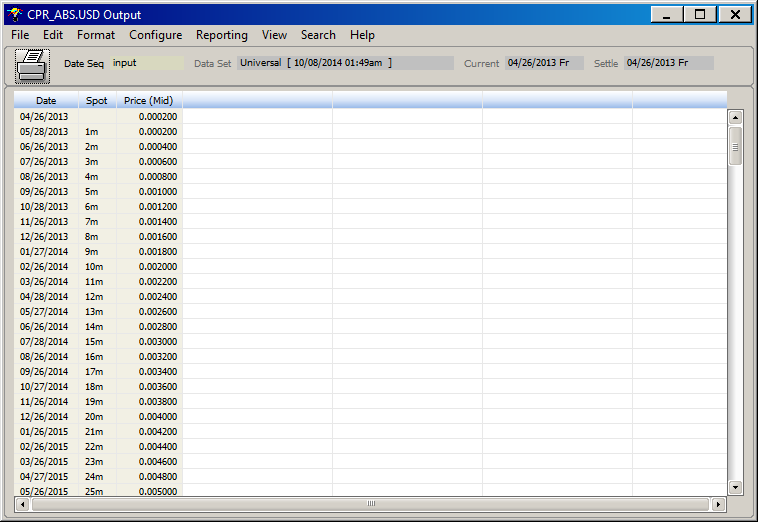 CPR_ABS.USD Output
File Edit Format Configure Reporting View Search Help
Date Seq input Data Set Universal [ 10/08/2014 01:49am ] Current 04/26/2013 Fr Settle 04/26/2013 Fr
Date Spot Price (Mid)
04/26/2013 0.000200
05/28/2013 1m 0.000200
06/26/2013 2m 0.000400
07/26/2013 3m 0.000600
08/26/2013 4m 0.000800
09/26/2013 5m 0.001000
10/28/2013 6m 0.001200
11/26/2013 7m 0.001400
12/26/2013 8m 0.001600
01/27/2014 9m 0.001800
02/26/2014 10m 0.002000
03/26/2014 11m 0.002200
04/28/2014 12m 0.002400
05/27/2014 13m 0.002600
06/26/2014 14m 0.002800
07/28/2014 15m 0.003000
08/26/2014 16m 0.003200
09/26/2014 17m 0.003400
10/27/2014 18m 0.003600
11/26/2014 19m 0.003800
12/26/2014 20m 0.004000
01/26/2015 21m 0.004200
02/26/2015 22m 0.004400
03/26/2015 23m 0.004600
04/27/2015 24m 0.004800
05/26/2015 25m 0.005000